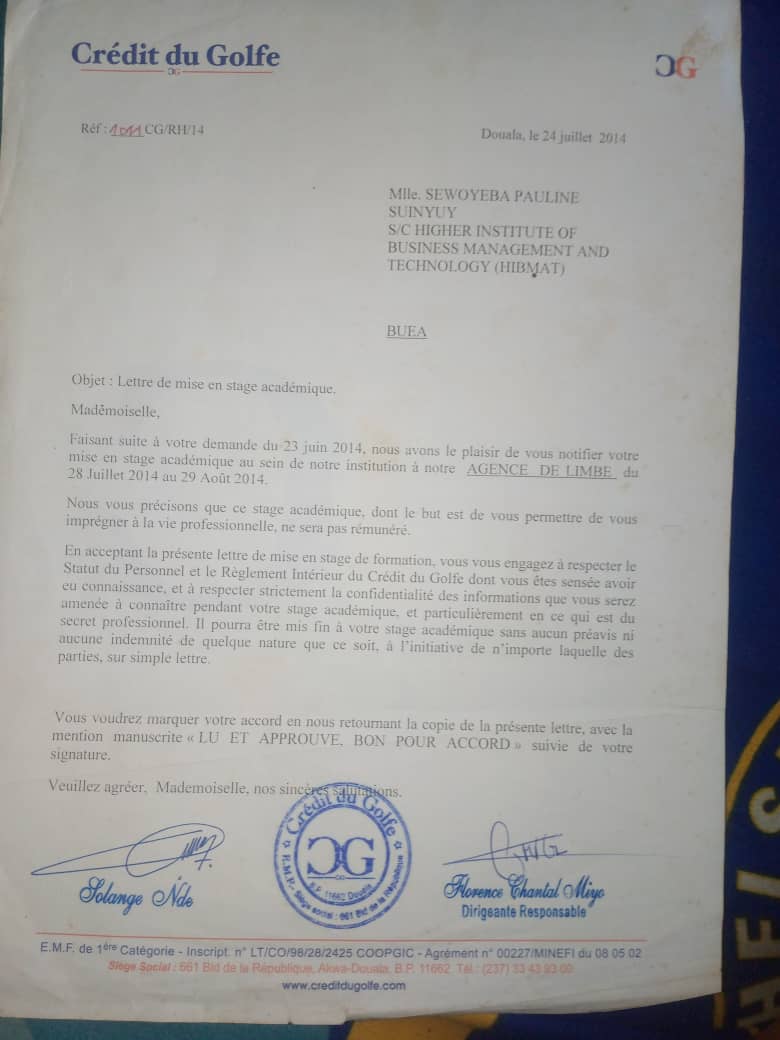 Crédit du Golfe
CG
CG
Réf : 1011 CG/RH/14
Douala, le 24 juillet 2014
Mlle. SEWOYEBA PAULINE
SUINYUY
S/C HIGHER INSTITUTE OF
BUSINESS MANAGEMENT AND
TECHNOLOGY (HIBMAT)
BUEA
Objet : Lettre de mise en stage académique.
Mademoiselle,
Faisant suite à votre demande du 23 juin 2014, nous avons le plaisir de vous notifier votre
mise en stage académique au sein de notre institution à notre AGENCE DE LIMBE du
28 Juillet 2014 au 29 Août 2014.
Nous vous précisons que ce stage académique, dont le but est de vous permettre de vous
imprégner à la vie professionnelle, ne sera pas rémunéré.
En acceptant la présente lettre de mise en stage de formation, vous vous engagez à respecter le
Statut du Personnel et le Règlement Intérieur du Crédit du Golfe dont vous êtes sensée avoir
eu connaissance, et à respecter strictement la confidentialité des informations que vous serez
amenée à connaître pendant votre stage académique, et particulièrement en ce qui est du
secret professionnel. Il pourra être mis fin à votre stage académique sans aucun préavis ni
aucune indemnité de quelque nature que ce soit, à l'initiative de n'importe laquelle des
parties, sur simple lettre.
Vous voudrez marquer votre accord en nous retournant la copie de la présente lettre, avec la
mention manuscrite « LU ET APPROUVE, BON POUR ACCORD » suivie de votre
signature.
Veuillez agréer, Mademoiselle, nos sincères salutations.
Crédit du Golfe
CG
B.P. 11662 Douala
R.M.P.- Siège social : 661 Bld de la République
Solange Nde
Florence Chantal Miyo
Dirigeante Responsable
E.M.F. de 1ère Catégorie - Inscript. n° LT/CO/98/28/2425 COOPGIC - Agrément n° 00227/MINEFI du 08 05 02
Siège Social : 661 Bld de la République, Akwa-Douala, B.P. 11662 Tél.: (237) 33 43 93 00
www.creditdugolfe.com